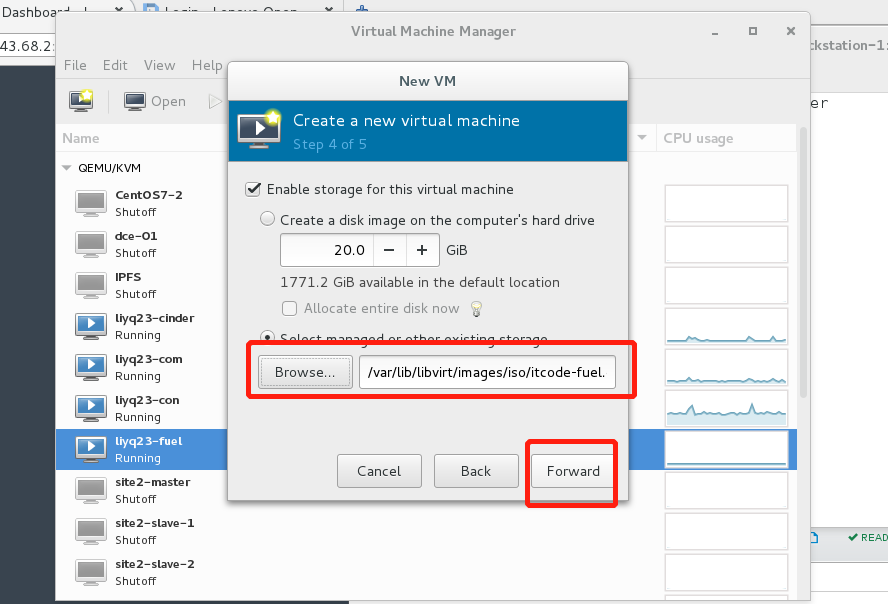 Dashboard
Login - Lenovo Open
43.68.2:
Virtual Machine Manager
ckstation-1:
File Edit View Help
New VM
Open
er
Create a new virtual machine
Step 4 of 5
Name
CPU usage
QEMU/KVM
CentOS7-2
Shutoff
dce-01
Shutoff
IPFS
Shutoff
liyq23-cinder
Running
liyq23-com
Running
liyq23-con
Running
liyq23-fuel
Running
site2-master
Shutoff
site2-slave-1
Shutoff
site2-slave-2
Shutoff
Enable storage for this virtual machine
Create a disk image on the computer's hard drive
20.0 − + GiB
1771.2 GiB available in the default location
Allocate entire disk now
Select managed or other existing storage
Browse... /var/lib/libvirt/images/iso/itcode-fuel.
Cancel Back Forward
READ